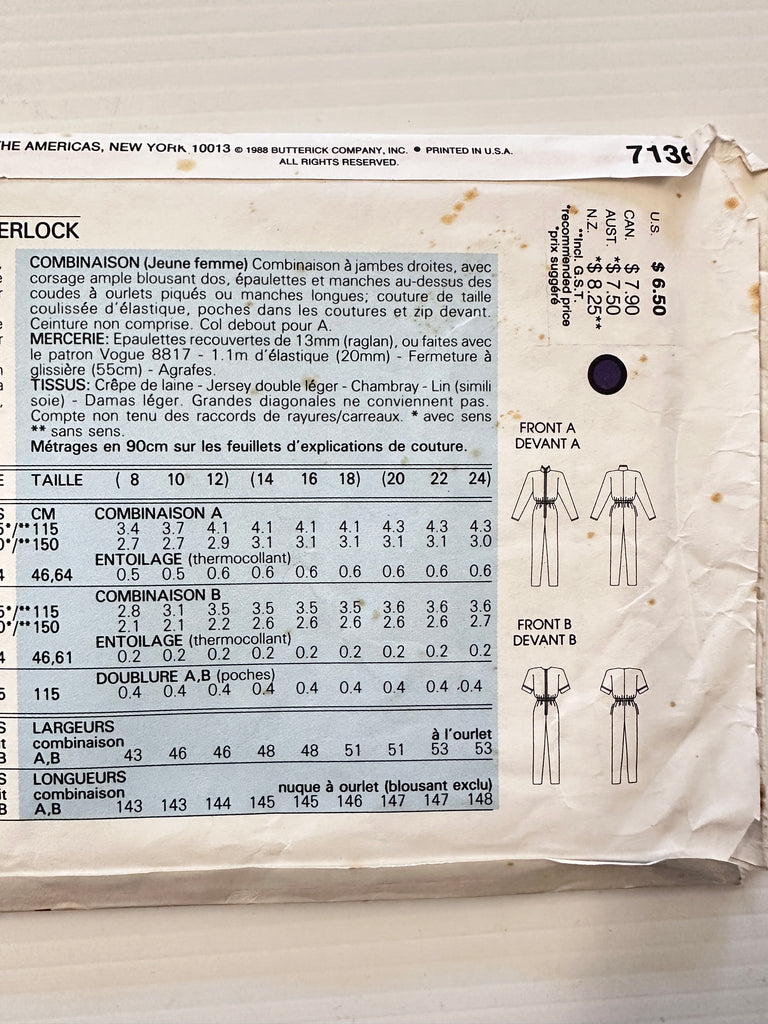 HE AMERICAS, NEW YORK 10013 © 1988 BUTTERICK COMPANY, INC. ● PRINTED IN U.S.A.
ALL RIGHTS RESERVED.
7136
ERLOCK
COMBINAISON (Jeune femme) Combinaison à jambes droites, avec
corsage ample blousant dos, épaulettes et manches au-dessus des
coudes à ourlets piqués ou manches longues; couture de taille
coulissée d'élastique, poches dans les coutures et zip devant.
Ceinture non comprise. Col debout pour A.
MERCERIE: Epaulettes recouvertes de 13mm (raglan), ou faites avec
le patron Vogue 8817 - 1.1m d'élastique (20mm) - Fermeture à
glissière (55cm) - Agrafes.
TISSUS: Crêpe de laine - Jersey double léger - Chambray - Lin (simili
soie) - Damas léger. Grandes diagonales ne conviennent pas.
Compte non tenu des raccords de rayures/carreaux. * avec sens
** sans sens.
Métrages en 90cm sur les feuillets d'explications de couture.
TAILLE ( 8 10 12) (14 16 18) (20 22 24)
CM COMBINAISON A
*/**115 3.4 3.7 4.1 4.1 4.1 4.1 4.3 4.3 4.3
*/**150 2.7 2.7 2.9 3.1 3.1 3.1 3.1 3.1 3.0
ENTOILAGE (thermocollant)
46,64 0.5 0.5 0.6 0.6 0.6 0.6 0.6 0.6 0.6
COMBINAISON B
*/**115 2.8 3.1 3.5 3.5 3.5 3.5 3.6 3.6 3.6
*/**150 2.1 2.1 2.2 2.6 2.6 2.6 2.6 2.6 2.7
ENTOILAGE (thermocollant)
46,61 0.2 0.2 0.2 0.2 0.2 0.2 0.2 0.2 0.2
DOUBLURE A,B (poches)
115 0.4 0.4 0.4 0.4 0.4 0.4 0.4 0.4 0.4
LARGEURS à l'ourlet
combinaison
A,B 43 46 46 48 48 51 51 53 53
LONGUEURS
combinaison nuque à ourlet (blousant exclu)
A,B 143 143 144 145 145 146 147 147 148
U.S. $ 6.50
CAN. $ 7.90
AUST. *$ 7.50
N.Z. *$ 8.25**
**Incl. G.S.T.
*recommended price
*prix suggéré
FRONT A
DEVANT A
FRONT B
DEVANT B